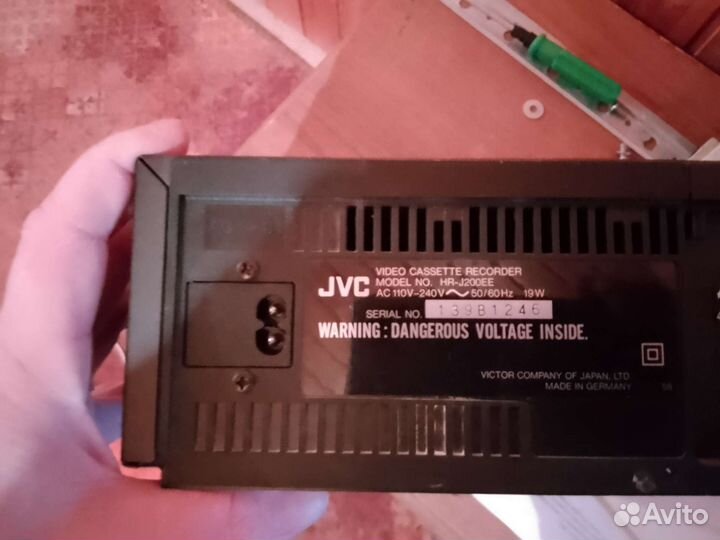 JVC
VIDEO CASSETTE RECORDER
MODEL NO. HR-J200EE
AC 110V-240V~50/60Hz 19W
SERIAL NO. 139B1246
WARNING: DANGEROUS VOLTAGE INSIDE.
VICTOR COMPANY OF JAPAN, LTD
MADE IN GERMANY
Avito